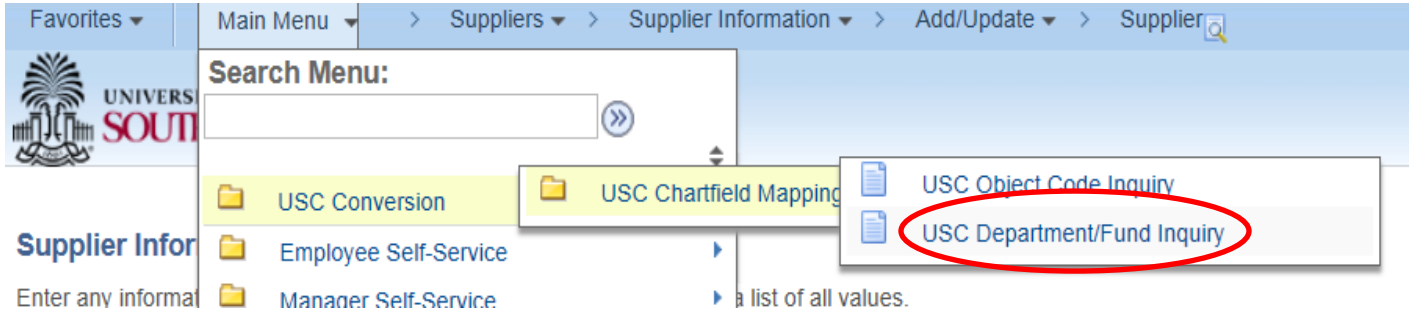 Favorites Main Menu > Suppliers > Supplier Information > Add/Update > Supplier
Search Menu:
UNIVERSI
SOUT
USC Conversion
USC Chartfield Mapping
USC Object Code Inquiry
USC Department/Fund Inquiry
Supplier Infor
Employee Self-Service
Enter any informat
Manager Self-Service
a list of all values.